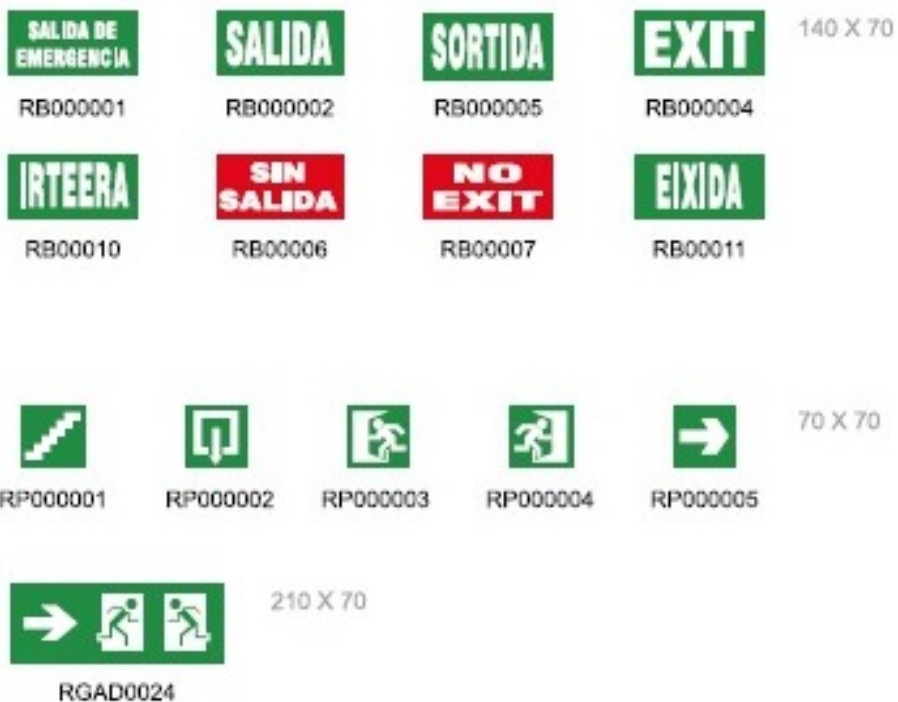 SALIDA DE
EMERGENCIA
SALIDA
SORTIDA
EXIT
140 X 70
RB000001
RB000002
RB000005
RB000004
IRTEERA
SIN
SALIDA
NO
EXIT
EIXIDA
RB00010
RB00006
RB00007
RB00011
70 X 70
RP000001
RP000002
RP000003
RP000004
RP000005
210 X 70
RGAD0024